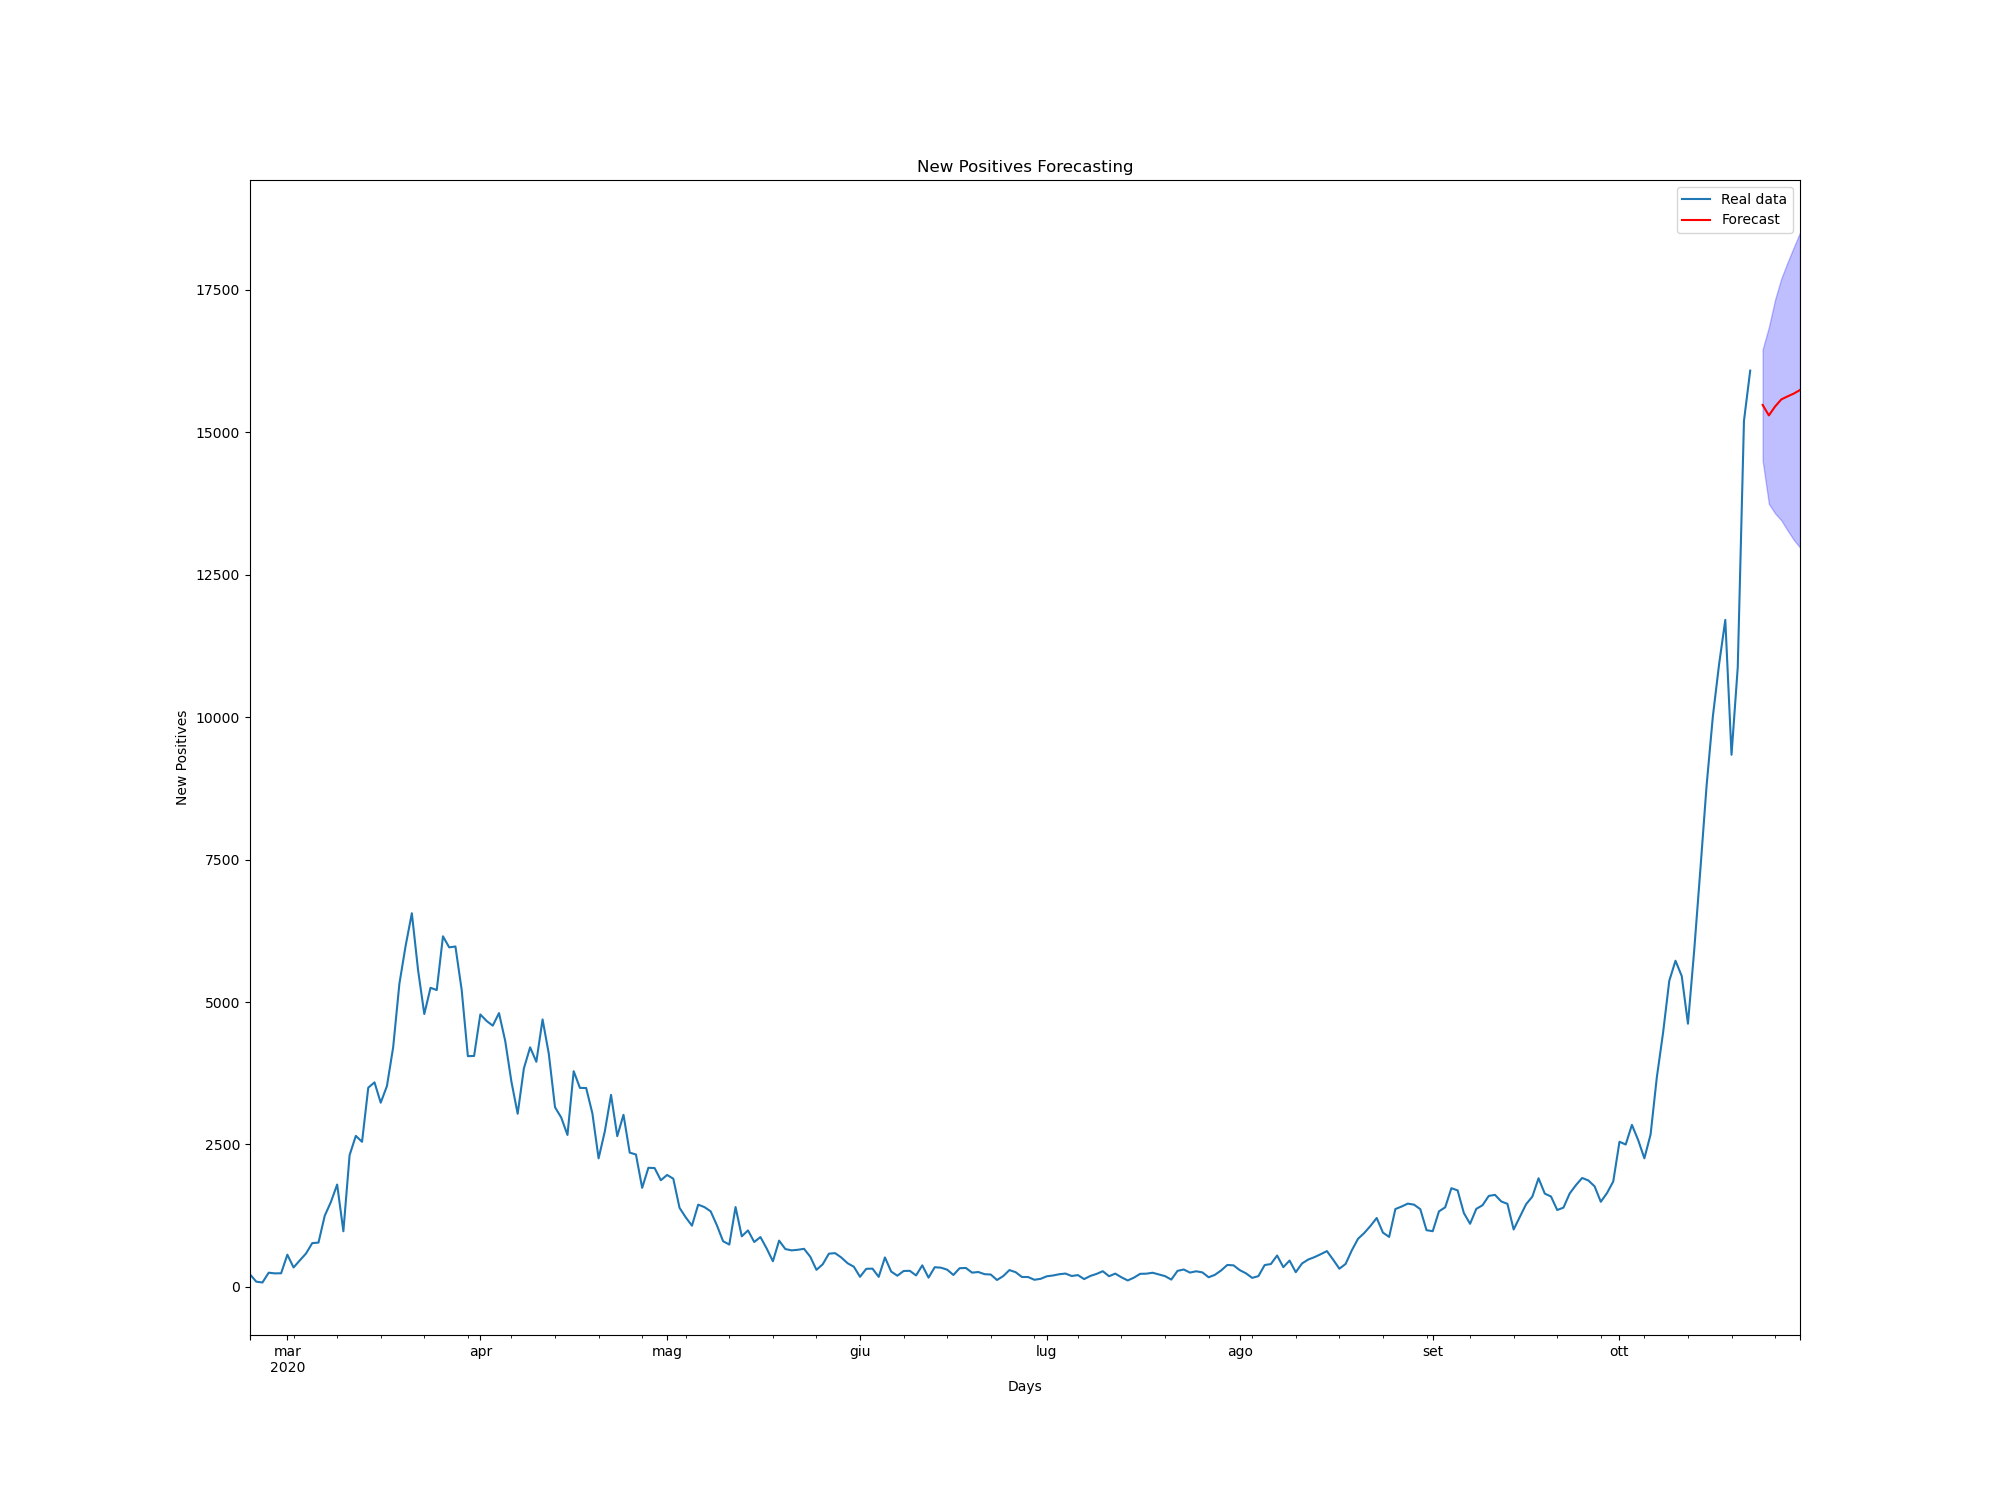 New Positives Forecasting
Real data
Forecast
17500
15000
12500
10000
7500
5000
2500
0
New Positives
mar apr mag giu lug ago set ott
2020
Days